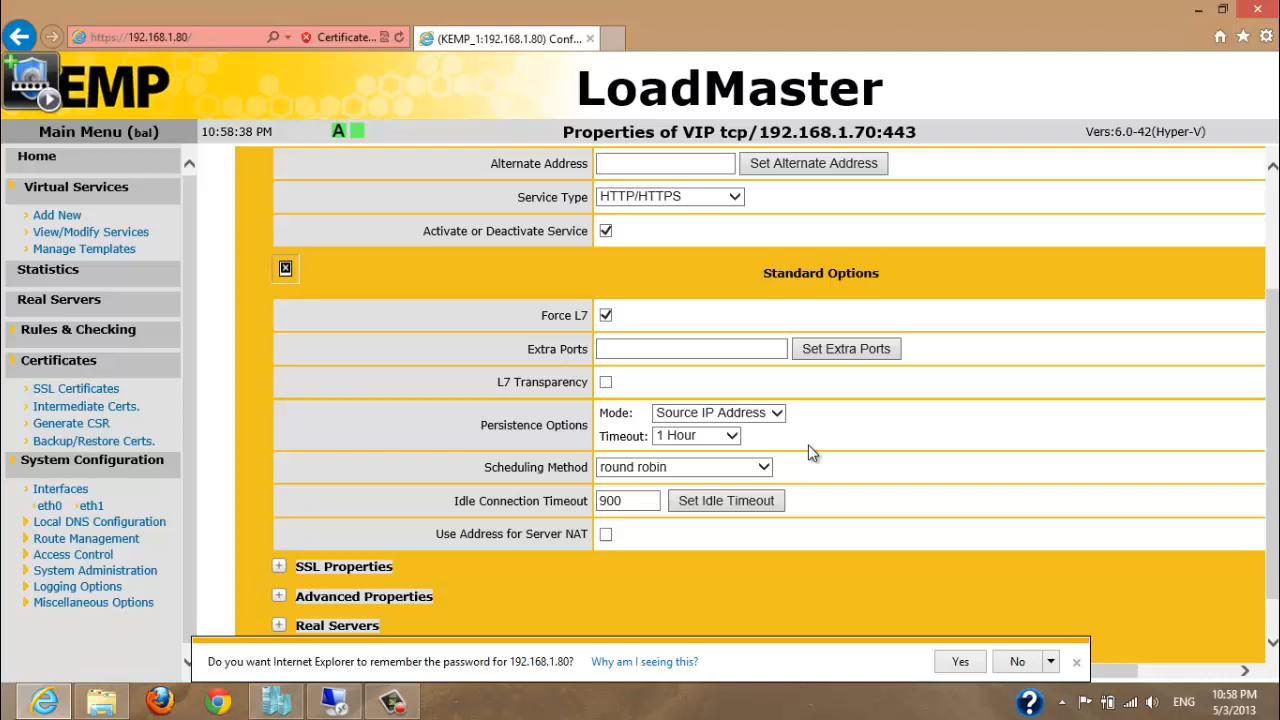 https://192.168.1.80/
Certificate...
(KEMP_1:192.168.1.80) Conf...
KEMP
LoadMaster
Main Menu (bal)
10:58:38 PM
A
Properties of VIP tcp/192.168.1.70:443
Vers:6.0-42(Hyper-V)
Home
Virtual Services
Add New
View/Modify Services
Manage Templates
Statistics
Real Servers
Rules & Checking
Certificates
SSL Certificates
Intermediate Certs.
Generate CSR
Backup/Restore Certs.
System Configuration
Interfaces
eth0 eth1
Local DNS Configuration
Route Management
Access Control
System Administration
Logging Options
Miscellaneous Options
Alternate Address Set Alternate Address
Service Type HTTP/HTTPS
Activate or Deactivate Service
Standard Options
Force L7
Extra Ports Set Extra Ports
L7 Transparency
Persistence Options
Mode: Source IP Address
Timeout: 1 Hour
Scheduling Method round robin
Idle Connection Timeout 900 Set Idle Timeout
Use Address for Server NAT
SSL Properties
Advanced Properties
Real Servers
Do you want Internet Explorer to remember the password for 192.168.1.80? Why am I seeing this? Yes No
ENG
10:58 PM
5/3/2013